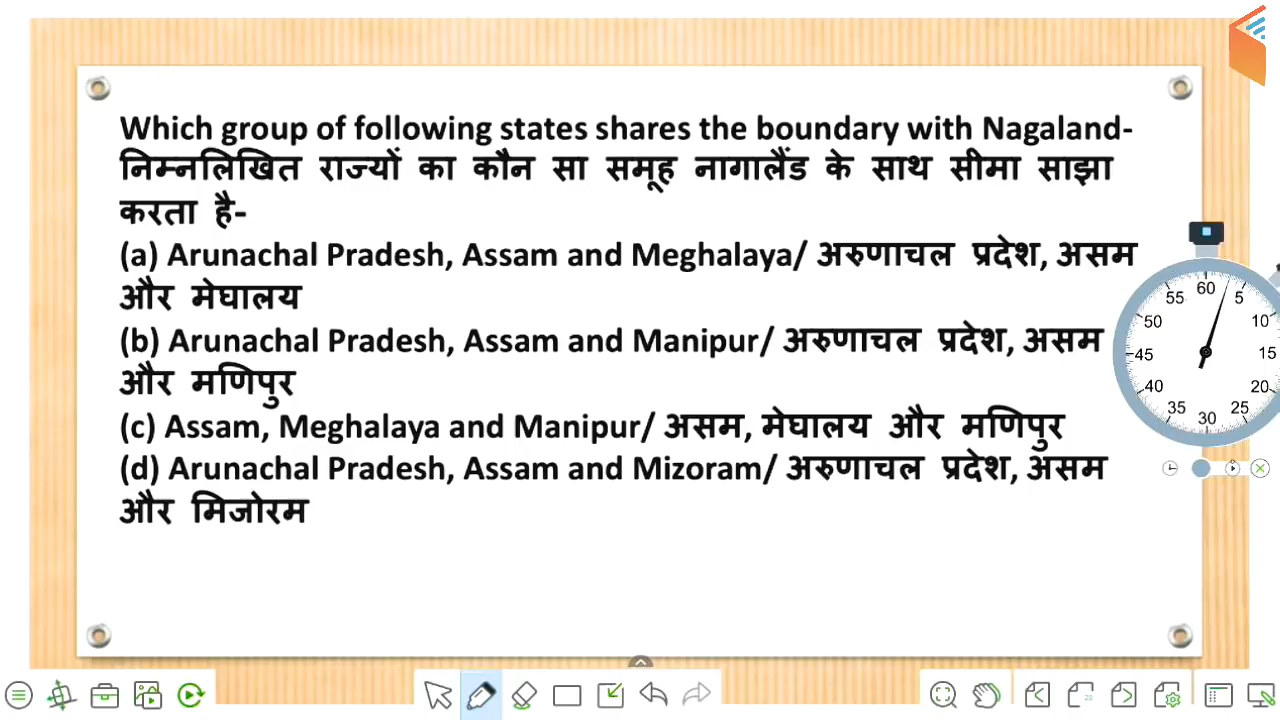 Which group of following states shares the boundary with Nagaland-
निम्नलिखित राज्यों का कौन सा समूह नागालैंड के साथ सीमा साझा
करता है-
(a) Arunachal Pradesh, Assam and Meghalaya/ अरुणाचल प्रदेश, असम
और मेघालय
(b) Arunachal Pradesh, Assam and Manipur/ अरुणाचल प्रदेश, असम
और मणिपुर
(c) Assam, Meghalaya and Manipur/ असम, मेघालय और मणिपुर
(d) Arunachal Pradesh, Assam and Mizoram/ अरुणाचल प्रदेश, असम
और मिजोरम
60
55 5
50 10
45 15
40 20
35 25
30